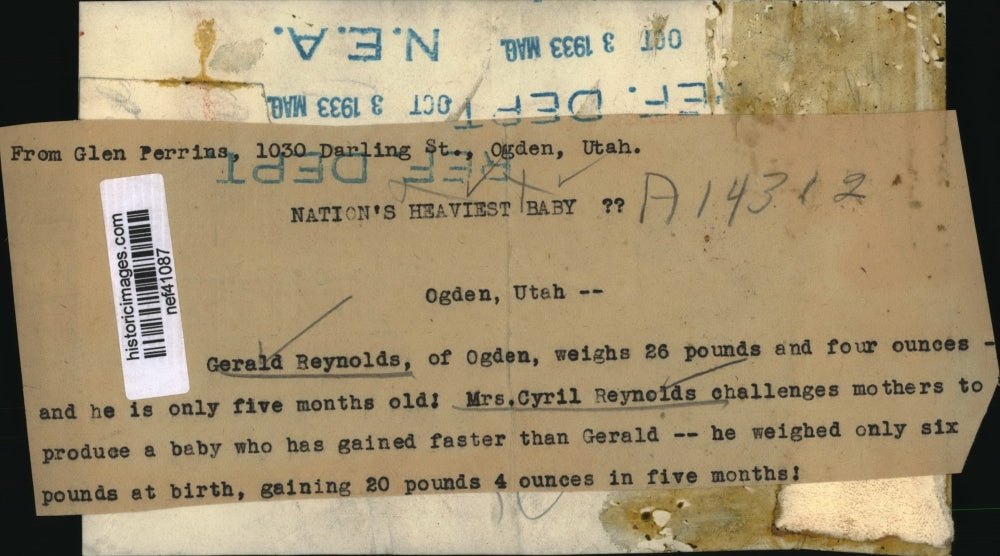 N.E.A.
OCT 3 1933 MAG.
REF. DEPT
OCT 3 1933 MAG.
REF DEPT
From Glen Perrins, 1030 Darling St., Ogden, Utah.
NATION'S HEAVIEST BABY ??
A14312
historicimages.com
nef41087
Ogden, Utah --
Gerald Reynolds, of Ogden, weighs 26 pounds and four ounces -
and he is only five months old! Mrs.Cyril Reynolds challenges mothers to
produce a baby who has gained faster than Gerald -- he weighed only six
pounds at birth, gaining 20 pounds 4 ounces in five months!